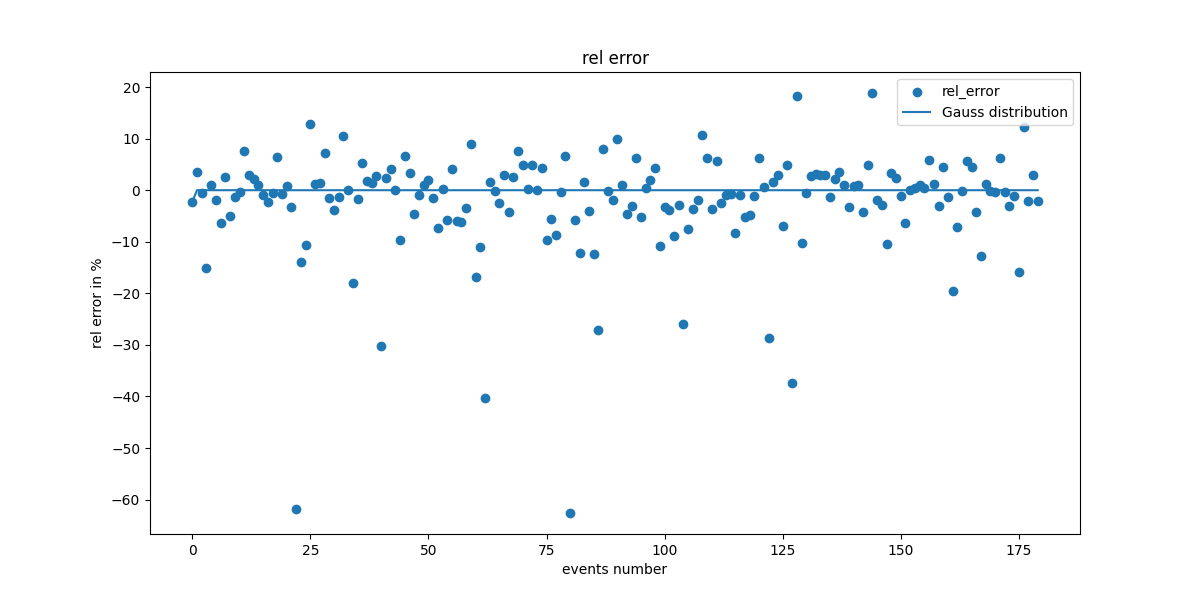 rel error
rel_error
Gauss distribution
rel error in %
20
10
0
−10
−20
−30
−40
−50
−60
0 25 50 75 100 125 150 175
events number